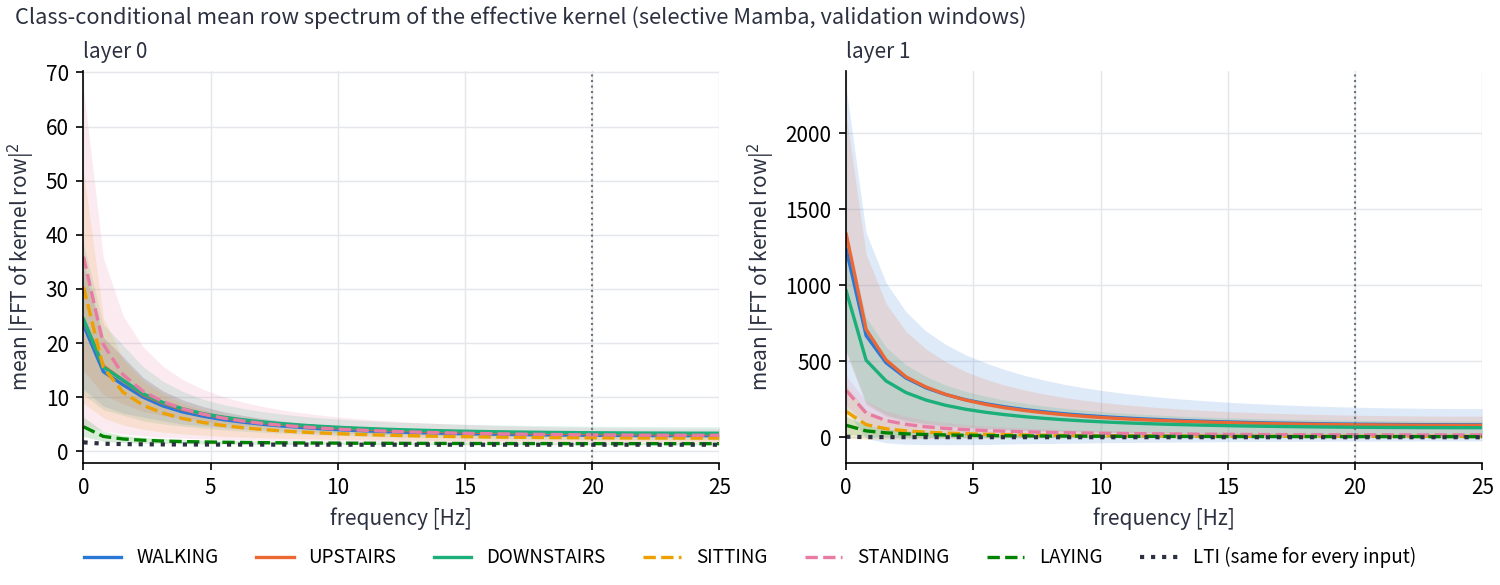 Class-conditional mean row spectrum of the effective kernel (selective Mamba, validation windows)
layer 0
70
60
50
40
30
20
10
0
mean |FFT of kernel row|²
0 5 10 15 20 25
frequency [Hz]
layer 1
2000
1500
1000
500
0
mean |FFT of kernel row|²
0 5 10 15 20 25
frequency [Hz]
WALKING UPSTAIRS DOWNSTAIRS SITTING STANDING LAYING LTI (same for every input)